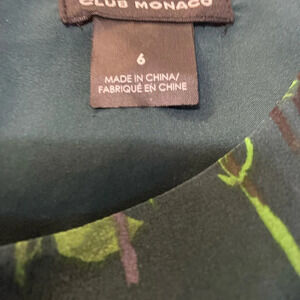 CLUB MONACO
6
MADE IN CHINA/
FABRIQUÉ EN CHINE